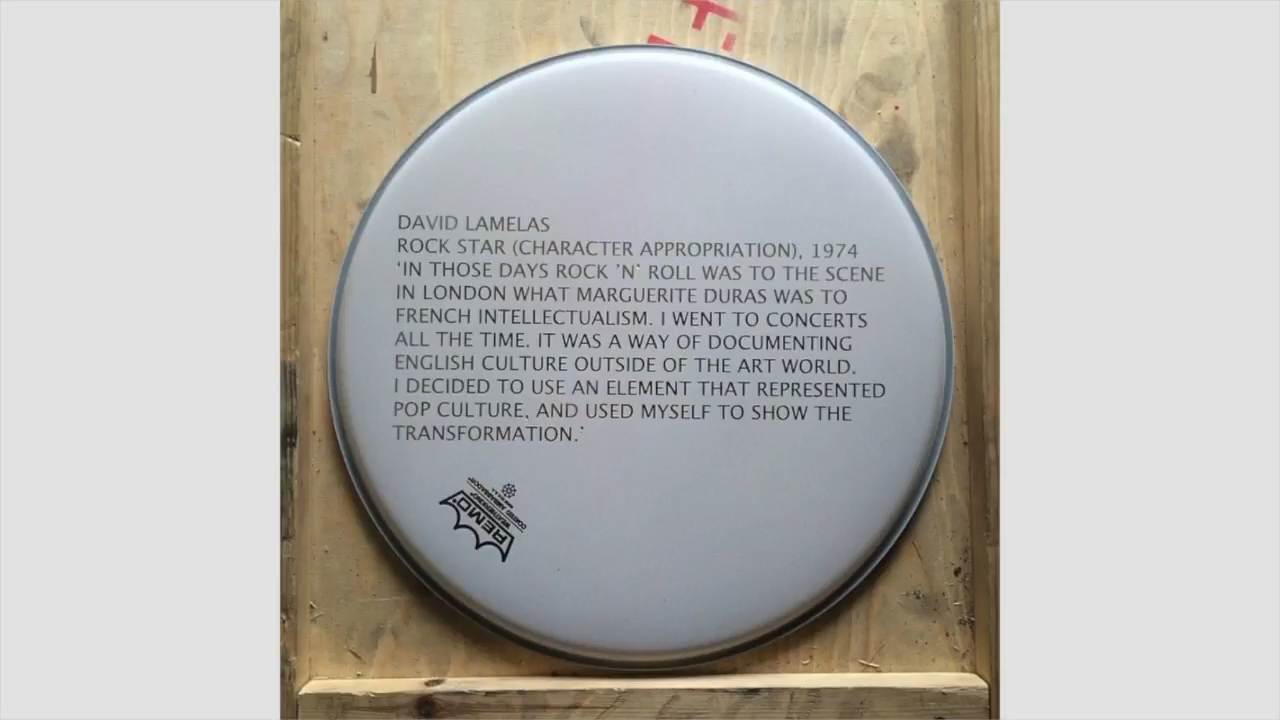 DAVID LAMELAS
ROCK STAR (CHARACTER APPROPRIATION), 1974
'IN THOSE DAYS ROCK 'N' ROLL WAS TO THE SCENE
IN LONDON WHAT MARGUERITE DURAS WAS TO
FRENCH INTELLECTUALISM. I WENT TO CONCERTS
ALL THE TIME. IT WAS A WAY OF DOCUMENTING
ENGLISH CULTURE OUTSIDE OF THE ART WORLD.
I DECIDED TO USE AN ELEMENT THAT REPRESENTED
POP CULTURE, AND USED MYSELF TO SHOW THE
TRANSFORMATION.'
REMO
WEATHERKING
COATED AMBASSADOR